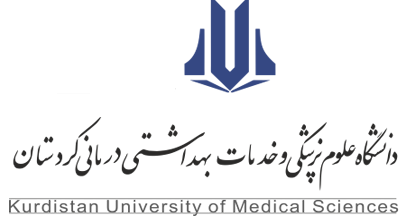 دانشگاه علوم پزشکی و خدمات بهداشتی درمانی کردستان
Kurdistan University of Medical Sciences